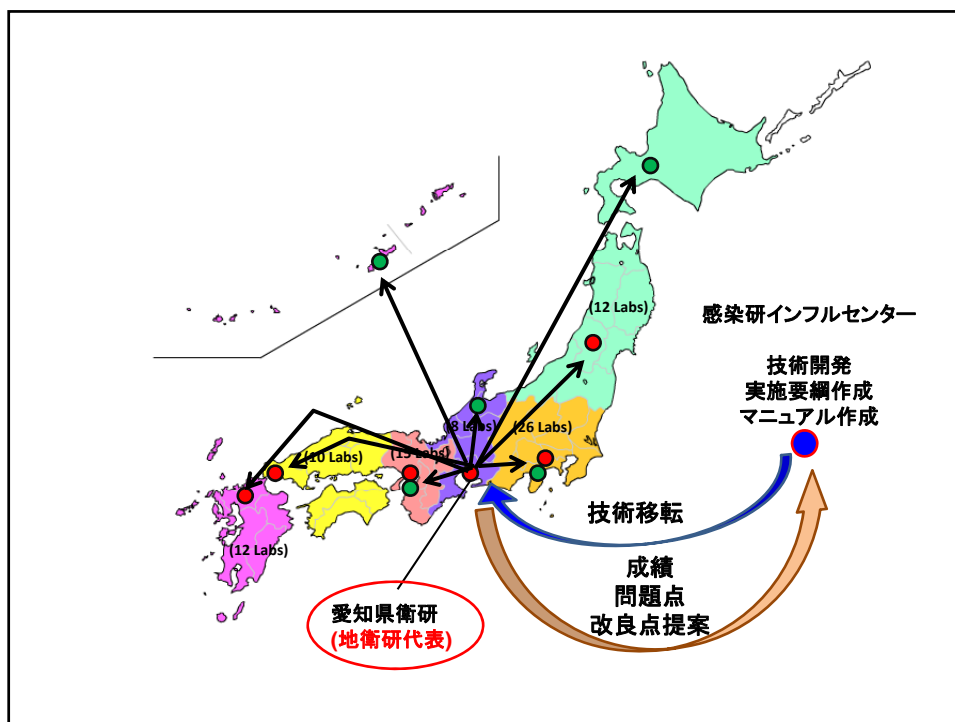 (12 Labs)
感染研インフルセンター
技術開発
実施要綱作成
マニュアル作成
(8 Labs)
(26 Labs)
(15 Labs)
(10 Labs)
(12 Labs)
技術移転
成績
問題点
改良点提案
愛知県衛研
(地衛研代表)